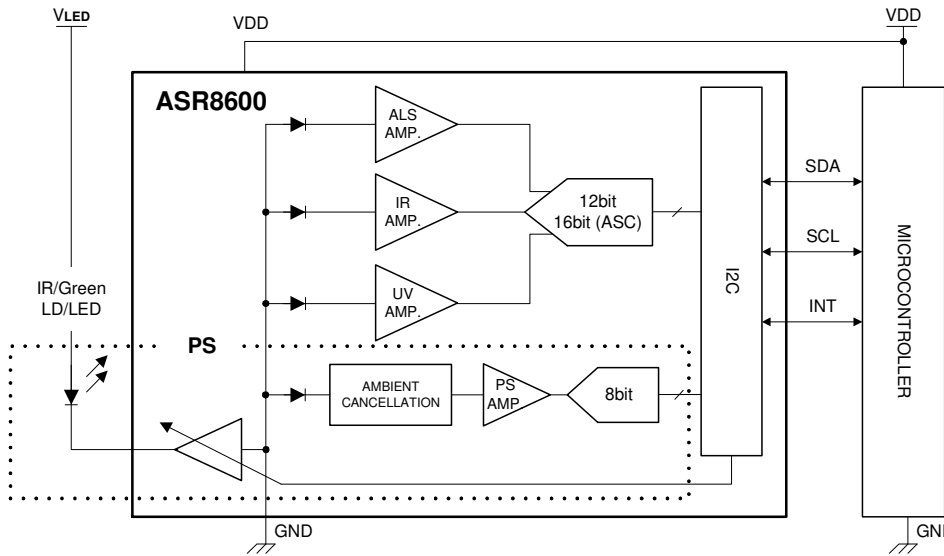 VLED
VDD
VDD
ASR8600
ALS
AMP.
IR
AMP.
UV
AMP.
12bit
16bit (ASC)
I2C
SDA
SCL
INT
MICROCONTROLLER
IR/Green
LD/LED
PS
AMBIENT
CANCELLATION
PS
AMP
8bit
GND
GND